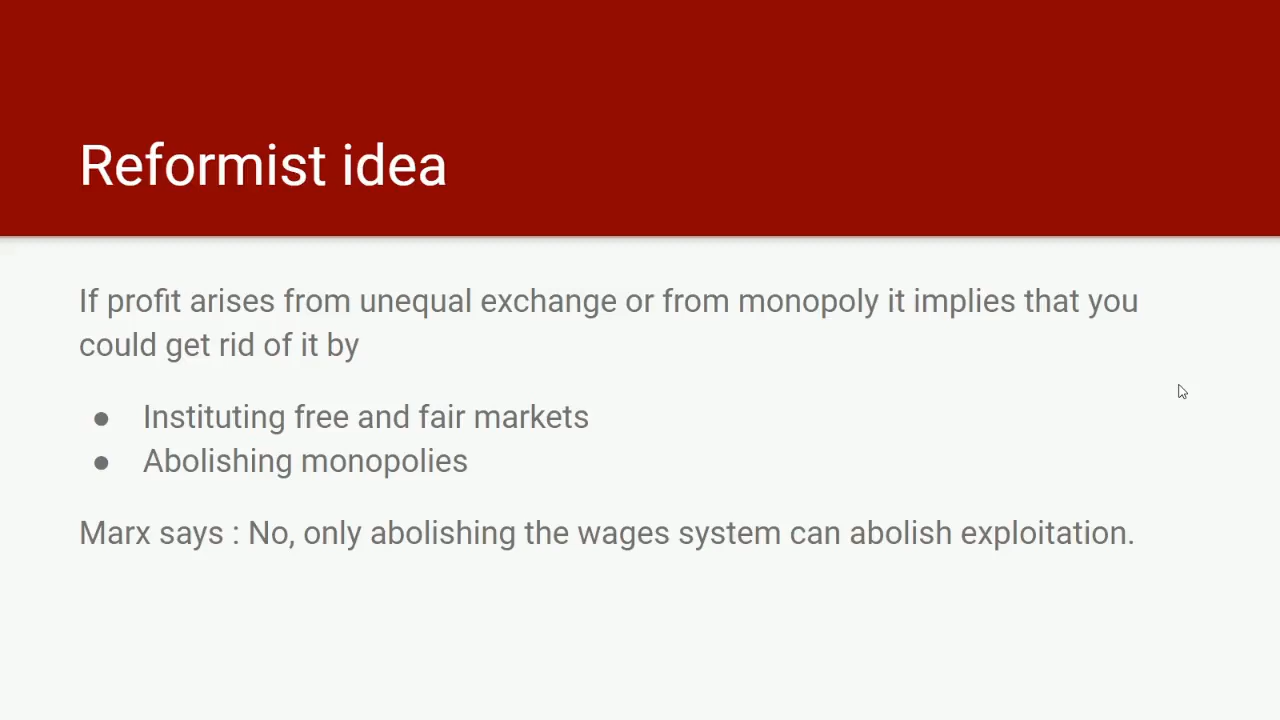 Reformist idea
If profit arises from unequal exchange or from monopoly it implies that you
could get rid of it by
● Instituting free and fair markets
● Abolishing monopolies
Marx says : No, only abolishing the wages system can abolish exploitation.